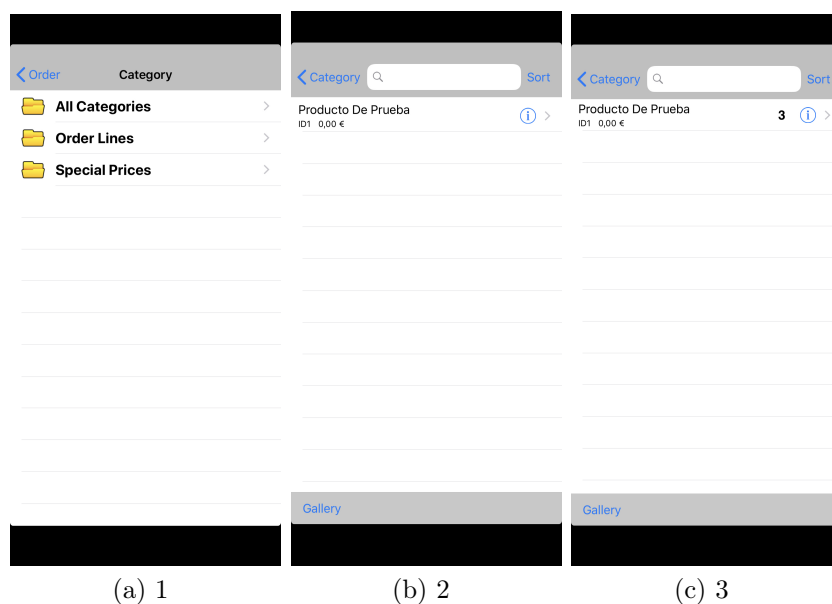 Order
Category
All Categories
Order Lines
Special Prices
(a) 1
Category
Sort
Producto De Prueba
ID1 0,00 €
Gallery
(b) 2
Category
Sort
Producto De Prueba
ID1 0,00 €
3
Gallery
(c) 3